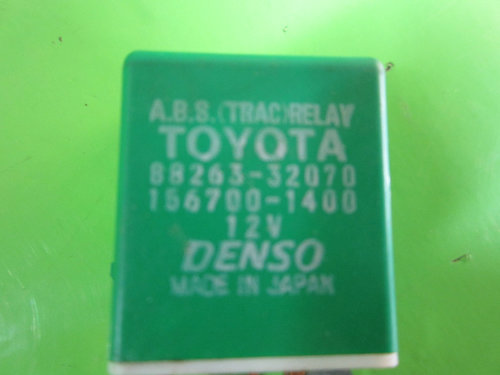 A.B.S.(TRAC)RELAY
TOYOTA
88263-32070
156700-1400
12V
DENSO
MADE IN JAPAN